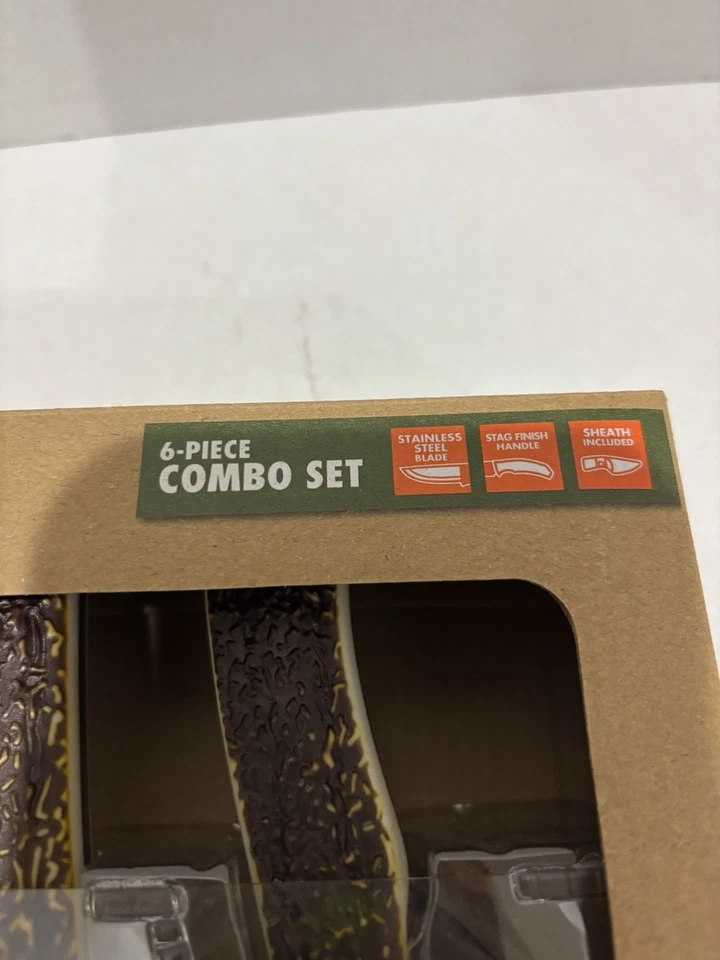 6-PIECE
COMBO SET
STAINLESS
STEEL
BLADE
STAG FINISH
HANDLE
SHEATH
INCLUDED